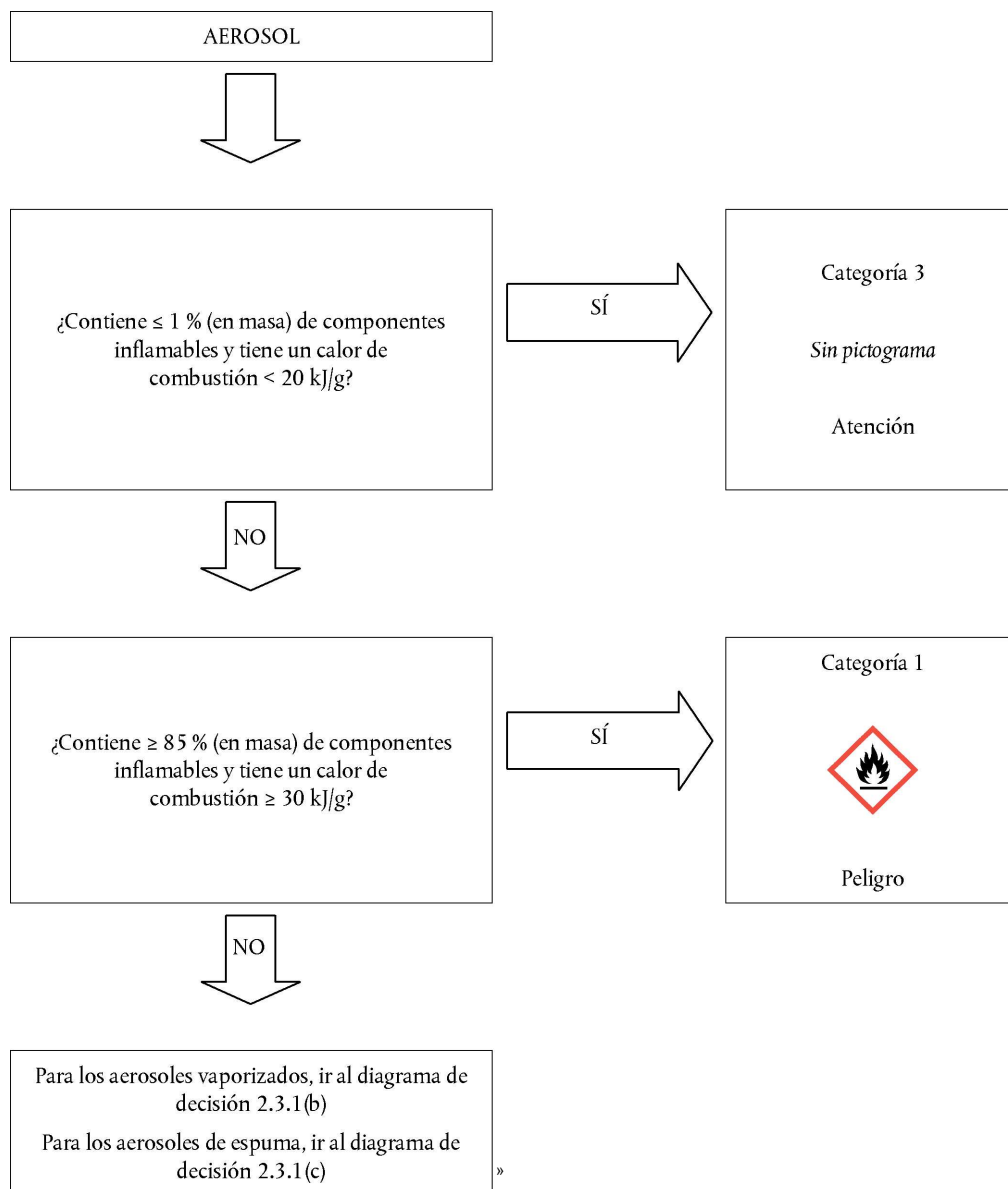 AEROSOL
¿Contiene ≤ 1 % (en masa) de componentes
inflamables y tiene un calor de
combustión < 20 kJ/g?
SÍ
Categoría 3
Sin pictograma
Atención
NO
¿Contiene ≥ 85 % (en masa) de componentes
inflamables y tiene un calor de
combustión ≥ 30 kJ/g?
SÍ
Categoría 1
Peligro
NO
Para los aerosoles vaporizados, ir al diagrama de
decisión 2.3.1(b)
Para los aerosoles de espuma, ir al diagrama de
decisión 2.3.1(c)
»